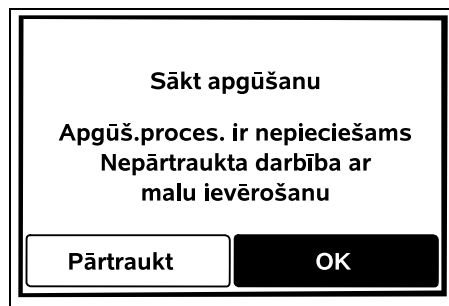 Sākt apgūšanu
Apgūš.proces. ir nepieciešams
Nepārtraukta darbība ar
malu ievērošanu
Pārtraukt
OK